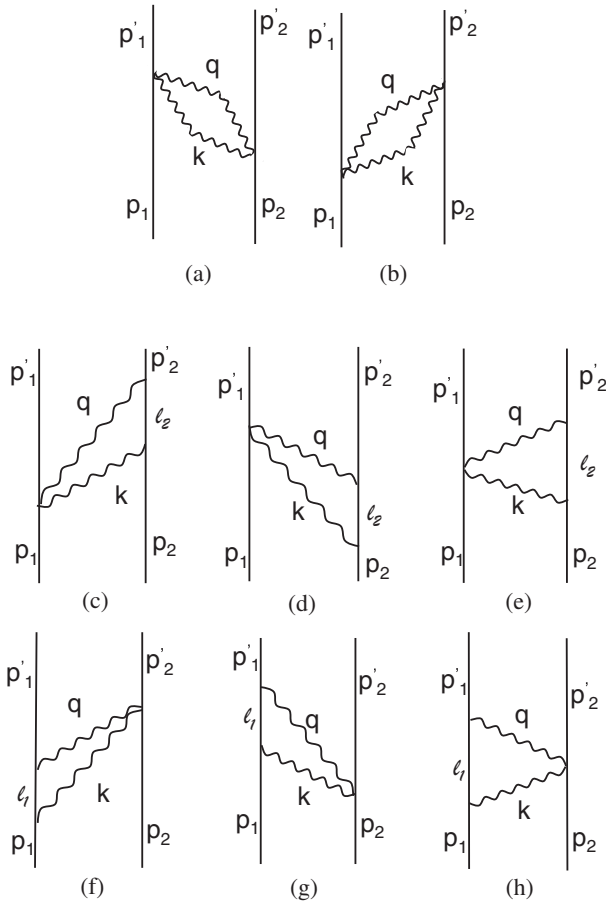 p'₁ p'₂ p'₁ p'₂
q q
k k
p₁ p₂ p₁ p₂
(a) (b)
p'₁ p'₂ p'₁ p'₂ p'₁ p'₂
q ℓ₂ q q
k k ℓ₂ k ℓ₂
p₁ p₂ p₁ p₂ p₁ p₂
(c) (d) (e)
p'₁ p'₂ p'₁ p'₂ p'₁ p'₂
q ℓ₁ q q
ℓ₁ k k ℓ₁ k
p₁ p₂ p₁ p₂ p₁ p₂
(f) (g) (h)